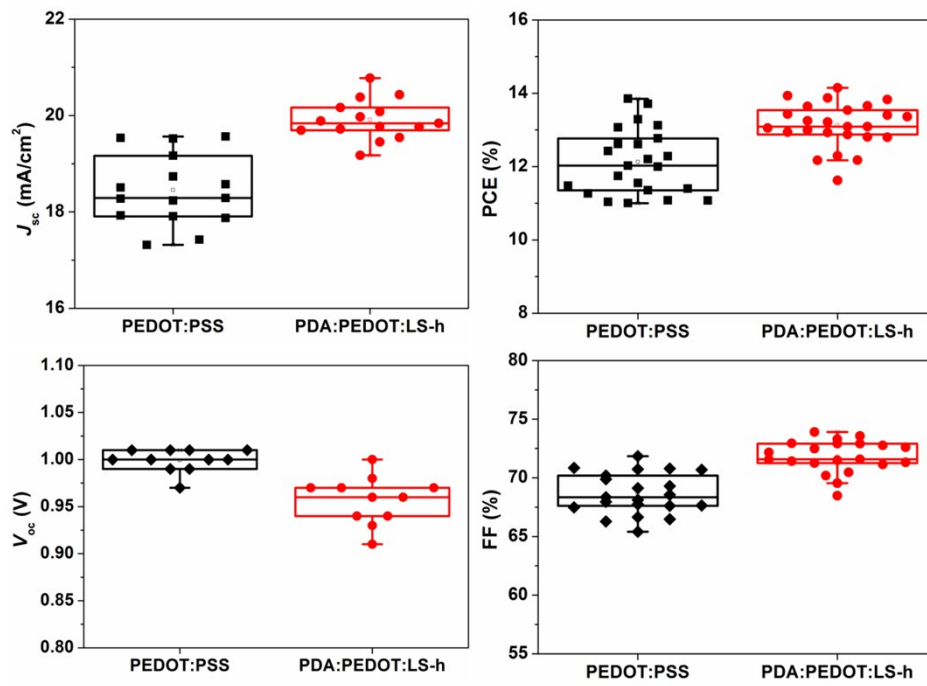 22
20
18
16
J_sc (mA/cm²)
PEDOT:PSS
PDA:PEDOT:LS-h
16
14
12
10
8
PCE (%)
PEDOT:PSS
PDA:PEDOT:LS-h
1.10
1.05
1.00
0.95
0.90
0.85
0.80
V_oc (V)
PEDOT:PSS
PDA:PEDOT:LS-h
80
75
70
65
60
55
FF (%)
PEDOT:PSS
PDA:PEDOT:LS-h